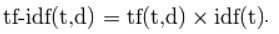 tf-idf(t,d) = tf(t,d) × idf(t).